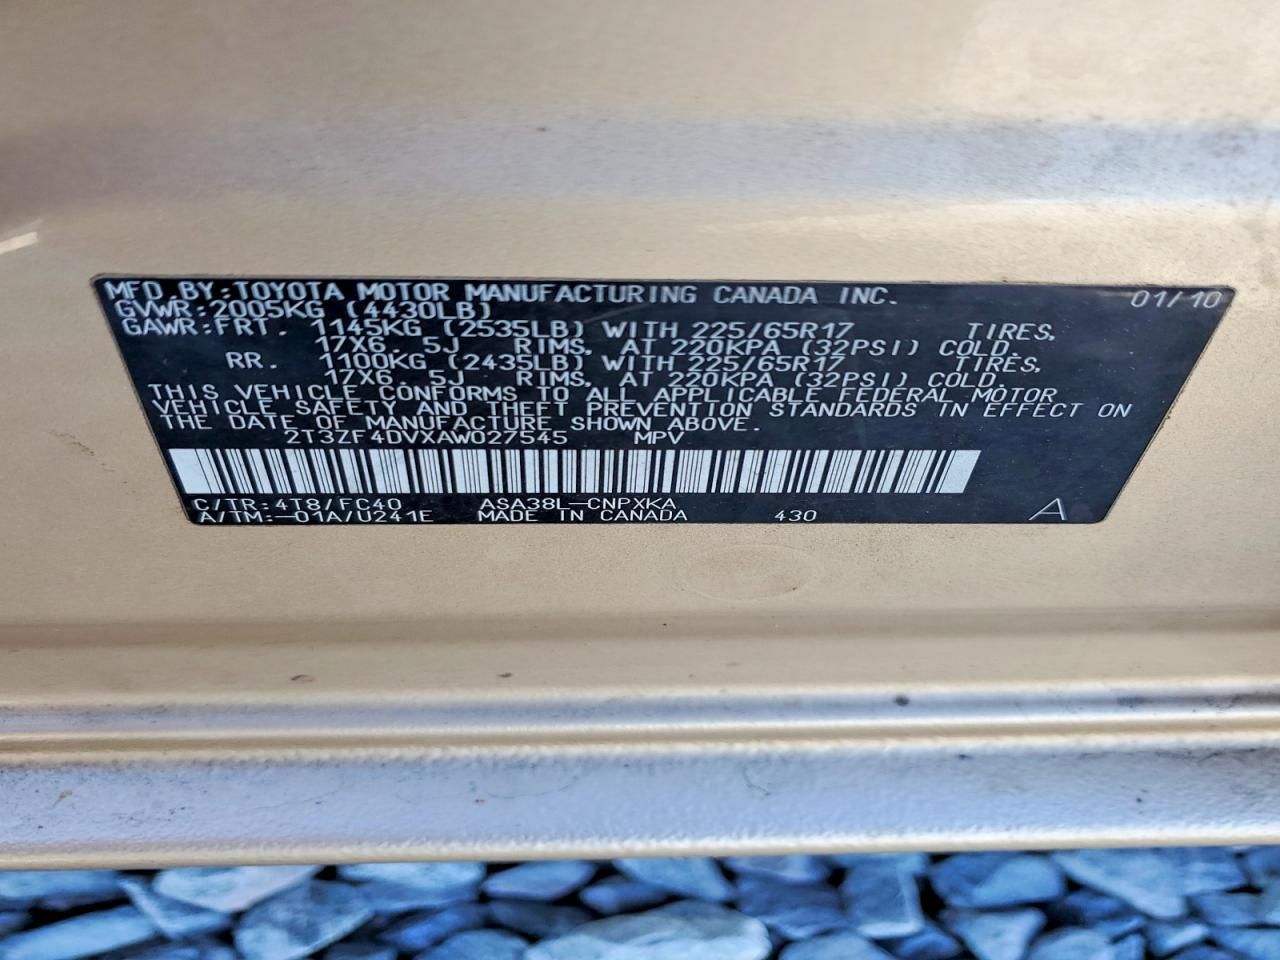 MFD. BY: TOYOTA MOTOR MANUFACTURING CANADA INC. 01/10
GVWR: 2005KG (4430LB)
GAWR: FRT. 1145KG (2535LB) WITH 225/65R17 TIRES,
17X6.5J RIMS, AT 220KPA (32PSI) COLD.
RR. 1100KG (2435LB) WITH 225/65R17 TIRES,
17X6.5J RIMS, AT 220KPA (32PSI) COLD.
THIS VEHICLE CONFORMS TO ALL APPLICABLE FEDERAL MOTOR
VEHICLE SAFETY AND THEFT PREVENTION STANDARDS IN EFFECT ON
THE DATE OF MANUFACTURE SHOWN ABOVE.
2T3ZF4DVXAW027545 MPV
C/TR: 4T8/FC40 ASA38L-CNPXKA
A/TM: -01A/U241E MADE IN CANADA 430 A